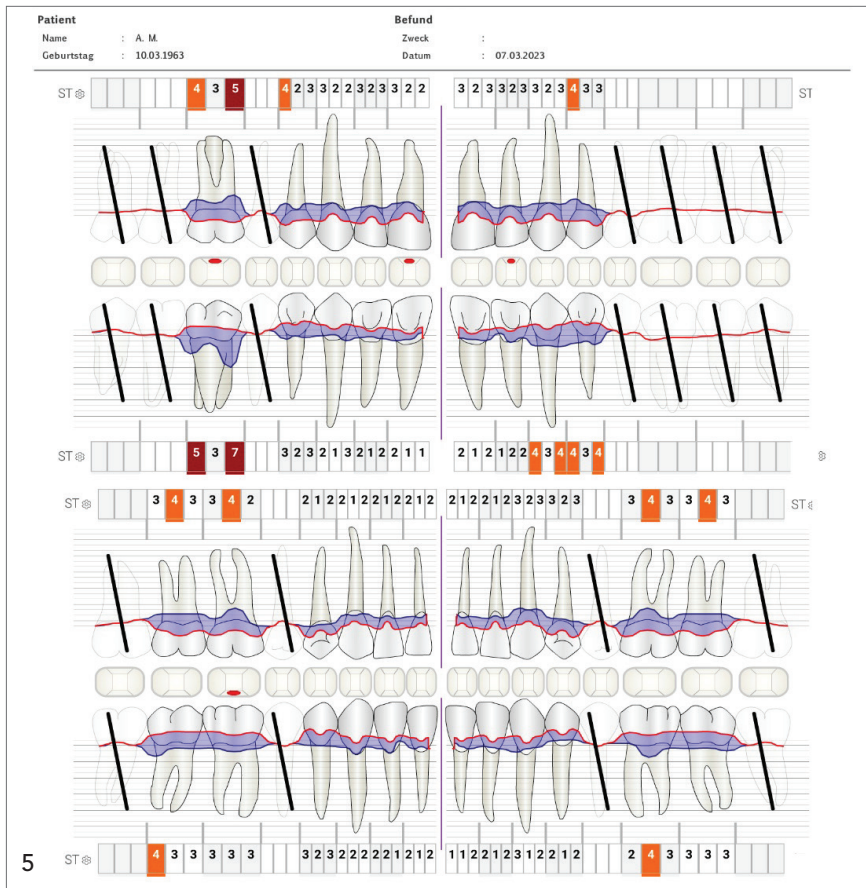 Patient Befund
Name : A. M. Zweck :
Geburtstag : 10.03.1963 Datum : 07.03.2023
ST 4 3 5 4 2 3 3 2 2 3 2 3 3 2 2 3 2 3 3 2 3 3 2 3 4 3 3 ST
ST 5 3 7 3 2 3 2 1 3 2 1 2 2 1 1 2 1 2 1 2 2 4 3 4 4 3 4
ST 3 4 3 3 4 2 2 1 2 2 1 2 2 1 2 2 1 2 2 1 2 2 1 2 3 2 3 3 2 3 3 4 3 3 4 3 ST
5 ST 4 3 3 3 3 3 3 2 3 2 2 2 2 2 1 2 1 2 1 1 2 2 1 2 3 1 2 2 1 2 2 4 3 3 3 3